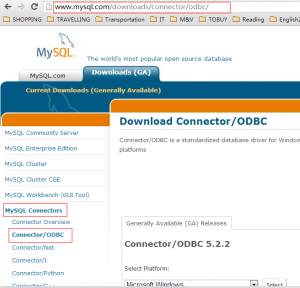 www.mysql.com/downloads/connector/odbc/
SHOPPING TRAVELLING Transportation IT M&V TOBUY Reading English
MySQL
The world's most popular open source database
MySQL.com
Downloads (GA)
Current Downloads (Generally Available)
MySQL Community Server
MySQL Enterprise Edition
MySQL Cluster
MySQL Cluster CGE
MySQL Workbench (GUI Tool)
MySQL Connectors
Connector Overview
Connector/ODBC
Connector/Net
Connector/J
Connector/Python
Connector/C++
Download Connector/ODBC
Connector/ODBC is a standardized database driver for Window
platforms
Generally Available (GA) Releases
Connector/ODBC 5.2.2
Select Platform:
Microsoft Windows
Select